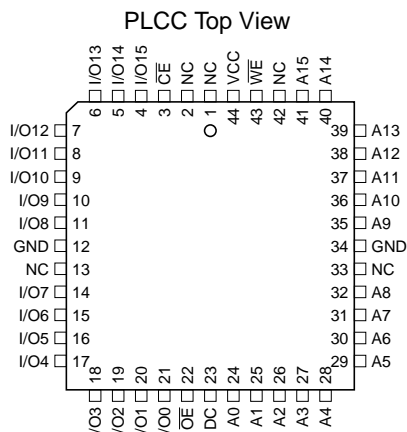 PLCC Top View
I/O13 I/O14 I/O15 CE NC NC VCC WE NC A15 A14
6 5 4 3 2 1 44 43 42 41 40
I/O12 7 39 A13
I/O11 8 38 A12
I/O10 9 37 A11
I/O9 10 36 A10
I/O8 11 35 A9
GND 12 34 GND
NC 13 33 NC
I/O7 14 32 A8
I/O6 15 31 A7
I/O5 16 30 A6
I/O4 17 29 A5
18 19 20 21 22 23 24 25 26 27 28
I/O3 I/O2 I/O1 I/O0 OE DC A0 A1 A2 A3 A4